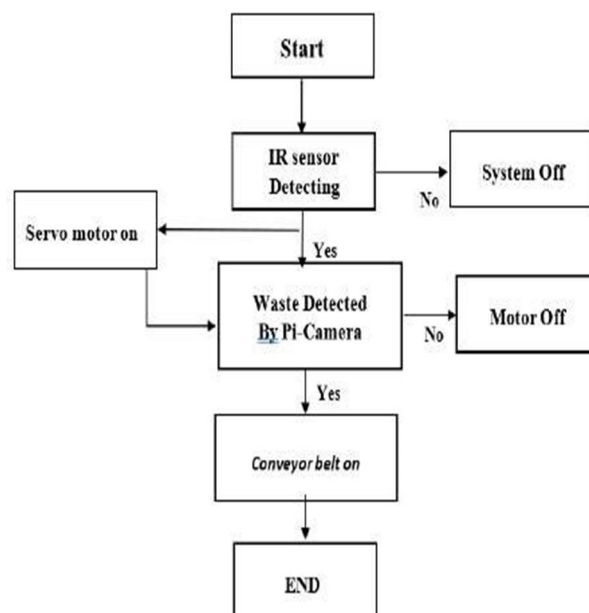 Start
IR sensor
Detecting
System Off
No
Servo motor on
Yes
Waste Detected
By Pi-Camera
Motor Off
No
Yes
Conveyor belt on
END